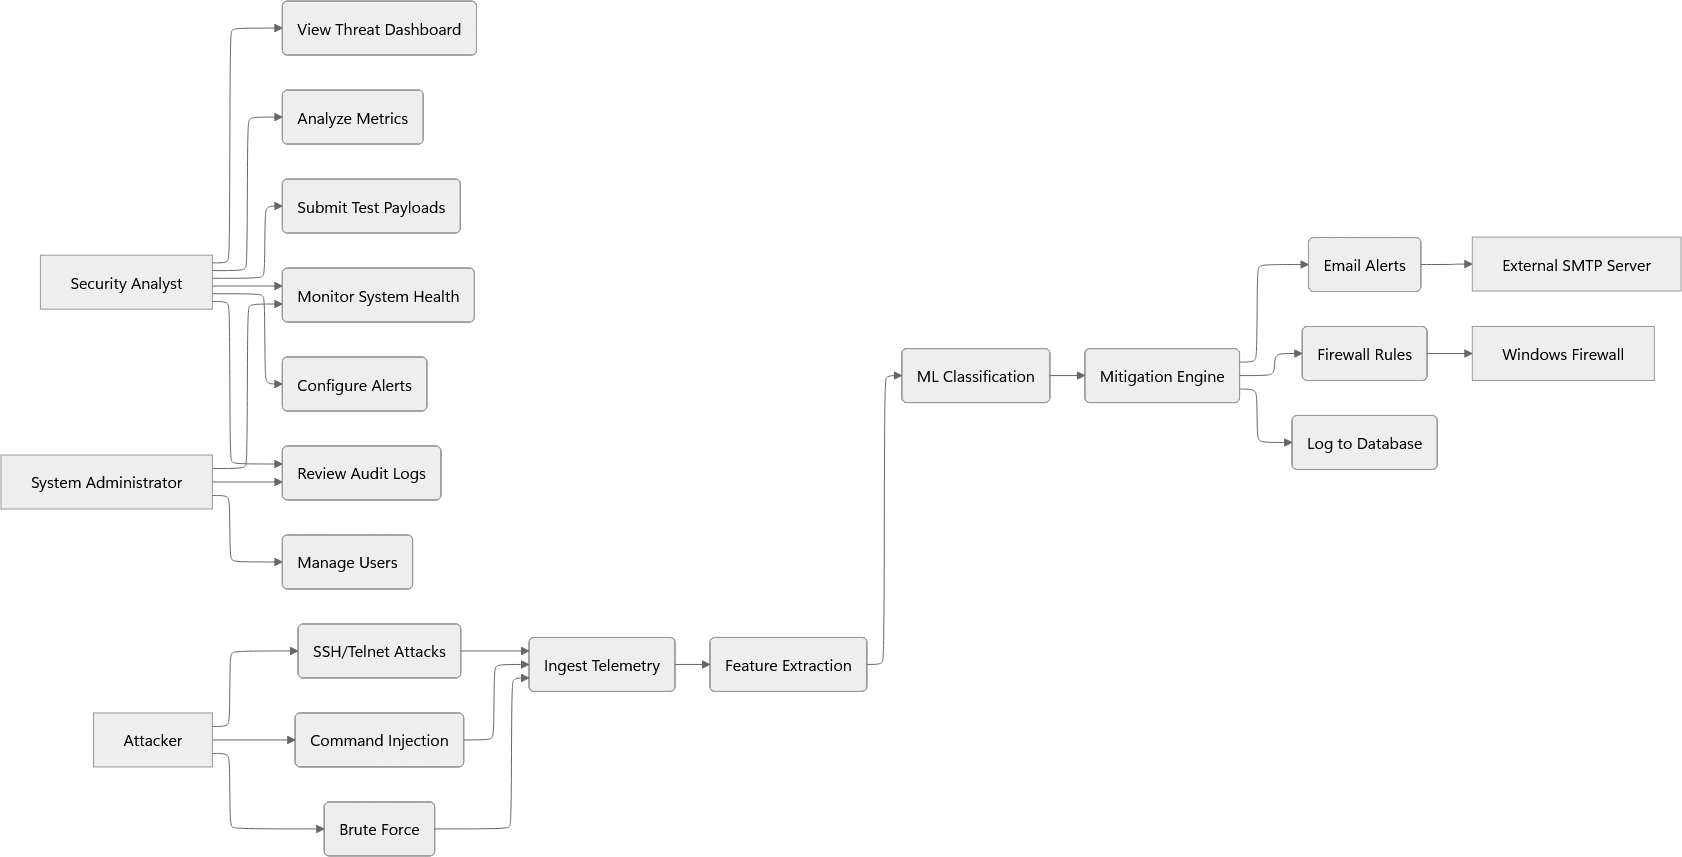 View Threat Dashboard
Analyze Metrics
Submit Test Payloads
Security Analyst
Monitor System Health
Configure Alerts
System Administrator
Review Audit Logs
Manage Users
SSH/Telnet Attacks
Attacker
Command Injection
Brute Force
Ingest Telemetry
Feature Extraction
ML Classification
Mitigation Engine
Email Alerts
External SMTP Server
Firewall Rules
Windows Firewall
Log to Database